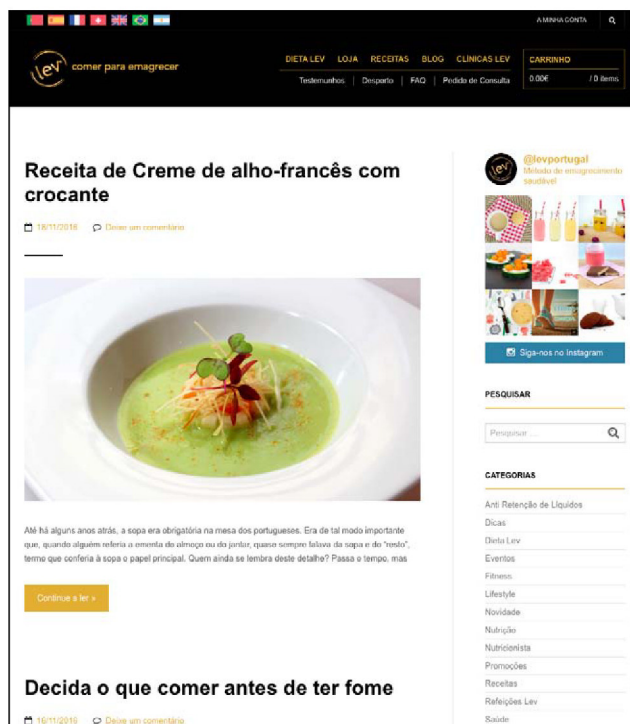 A MINHA CONTA
lev comer para emagrecer
DIETA LEV LOJA RECEITAS BLOG CLÍNICAS LEV
Testemunhos | Desporto | FAQ | Pedido de Consulta
CARRINHO
0.00€ / 0 items
Receita de Creme de alho-francês com
crocante
18/11/2016 Deixe um comentário
Até há alguns anos atrás, a sopa era obrigatória na mesa dos portugueses. Era de tal modo importante
que, quando alguém referia a ementa do almoço ou do jantar, quase sempre falava da sopa e do "resto",
termo que conferia à sopa o papel principal. Quem ainda se lembra deste detalhe? Passa o tempo, mas
Continue a ler »
Decida o que comer antes de ter fome
16/11/2016 Deixe um comentário
lev
@levportugal
Método de emagrecimento
saudável
Siga-nos no Instagram
PESQUISAR
Pesquisar ...
CATEGORIAS
Anti Retenção de Líquidos
Dicas
Dieta Lev
Eventos
Fitness
Lifestyle
Novidade
Nutrição
Nutricionista
Promoções
Receitas
Refeições Lev
Saúde